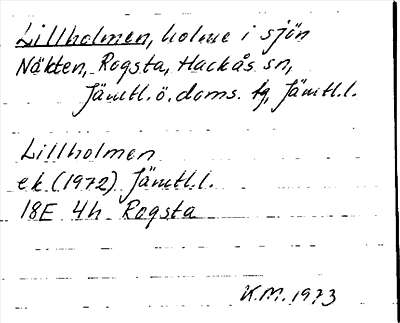 Lillholmen, holme i sjön
Näkten, Rogsta, Hackås sn,
Jämtl. ö. doms. tg, Jämtl.l.
Lillholmen
ek (1972) Jämtl.l.
18E 4h Rogsta
K.M. 1973